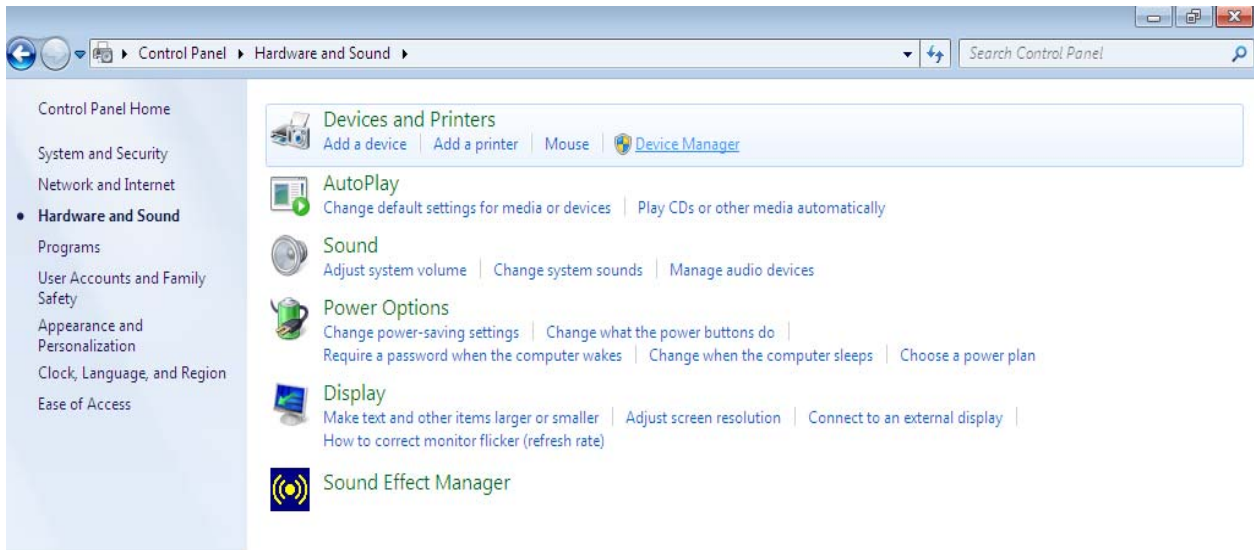 Control Panel Hardware and Sound
Search Control Panel
Control Panel Home
System and Security
Network and Internet
Hardware and Sound
Programs
User Accounts and Family
Safety
Appearance and
Personalization
Clock, Language, and Region
Ease of Access
Devices and Printers
Add a device Add a printer Mouse Device Manager
AutoPlay
Change default settings for media or devices Play CDs or other media automatically
Sound
Adjust system volume Change system sounds Manage audio devices
Power Options
Change power-saving settings Change what the power buttons do
Require a password when the computer wakes Change when the computer sleeps Choose a power plan
Display
Make text and other items larger or smaller Adjust screen resolution Connect to an external display
How to correct monitor flicker (refresh rate)
Sound Effect Manager